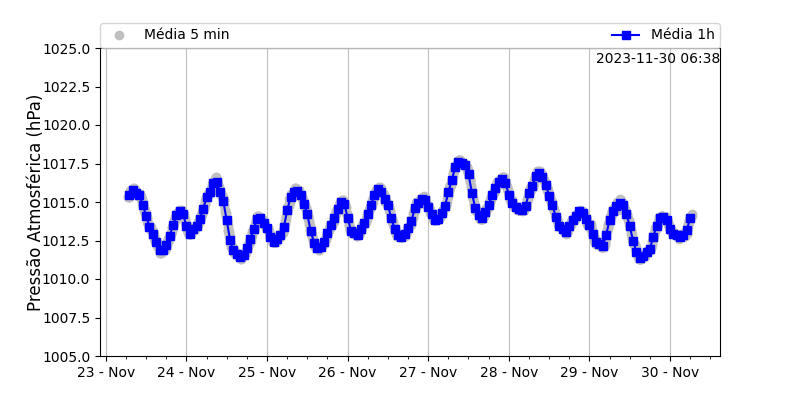 Média 5 min
Média 1h
2023-11-30 06:38
Pressão Atmosférica (hPa)
1025.0
1022.5
1020.0
1017.5
1015.0
1012.5
1010.0
1007.5
1005.0
23 - Nov
24 - Nov
25 - Nov
26 - Nov
27 - Nov
28 - Nov
29 - Nov
30 - Nov